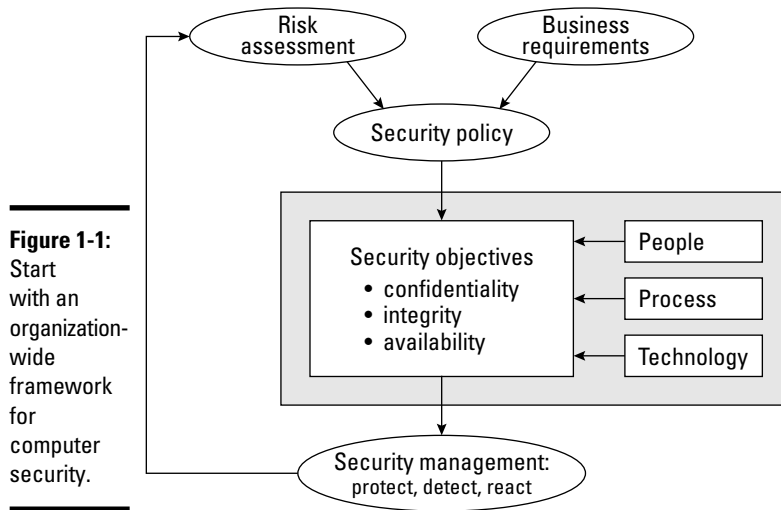 Risk
assessment
Business
requirements
Security policy
Figure 1-1:
Start
with an
organization-
wide
framework
for
computer
security.
Security objectives
• confidentiality
• integrity
• availability
People
Process
Technology
Security management:
protect, detect, react